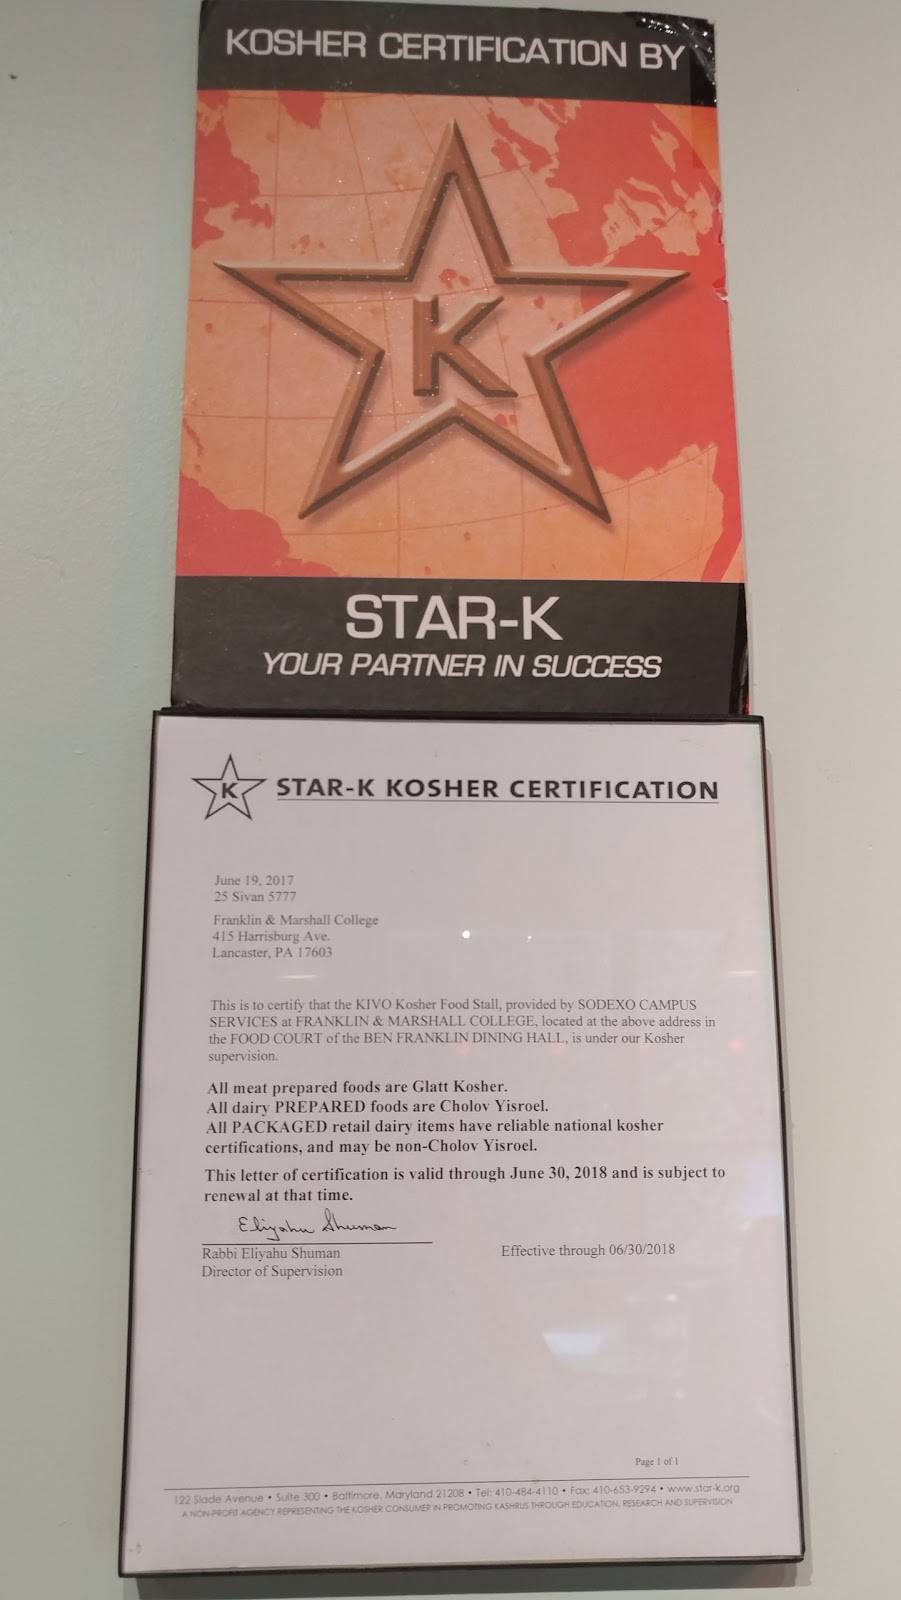 KOSHER CERTIFICATION BY
K
STAR-K
YOUR PARTNER IN SUCCESS
K STAR-K KOSHER CERTIFICATION
June 19, 2017
25 Sivan 5777
Franklin & Marshall College
415 Harrisburg Ave.
Lancaster, PA 17603
This is to certify that the KIVO Kosher Food Stall, provided by SODEXO CAMPUS
SERVICES at FRANKLIN & MARSHALL COLLEGE, located at the above address in
the FOOD COURT of the BEN FRANKLIN DINING HALL, is under our Kosher
supervision.
All meat prepared foods are Glatt Kosher.
All dairy PREPARED foods are Cholov Yisroel.
All PACKAGED retail dairy items have reliable national kosher
certifications, and may be non-Cholov Yisroel.
This letter of certification is valid through June 30, 2018 and is subject to
renewal at that time.
Eliyahu Shuman
Rabbi Eliyahu Shuman Effective through 06/30/2018
Director of Supervision
Page 1 of 1
122 Slade Avenue • Suite 300 • Baltimore, Maryland 21208 • Tel: 410-484-4110 • Fax: 410-653-9294 • www.star-k.org
A NON-PROFIT AGENCY REPRESENTING THE KOSHER CONSUMER IN PROMOTING KASHRUS THROUGH EDUCATION, RESEARCH AND SUPERVISION